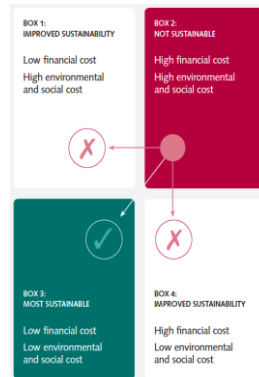 BOX 1:
IMPROVED SUSTAINABILITY
Low financial cost
High environmental
and social cost
BOX 2:
NOT SUSTAINABLE
High financial cost
High environmental
and social cost
BOX 3:
MOST SUSTAINABLE
Low financial cost
Low environmental
and social cost
BOX 4:
IMPROVED SUSTAINABILITY
High financial cost
Low environmental
and social cost